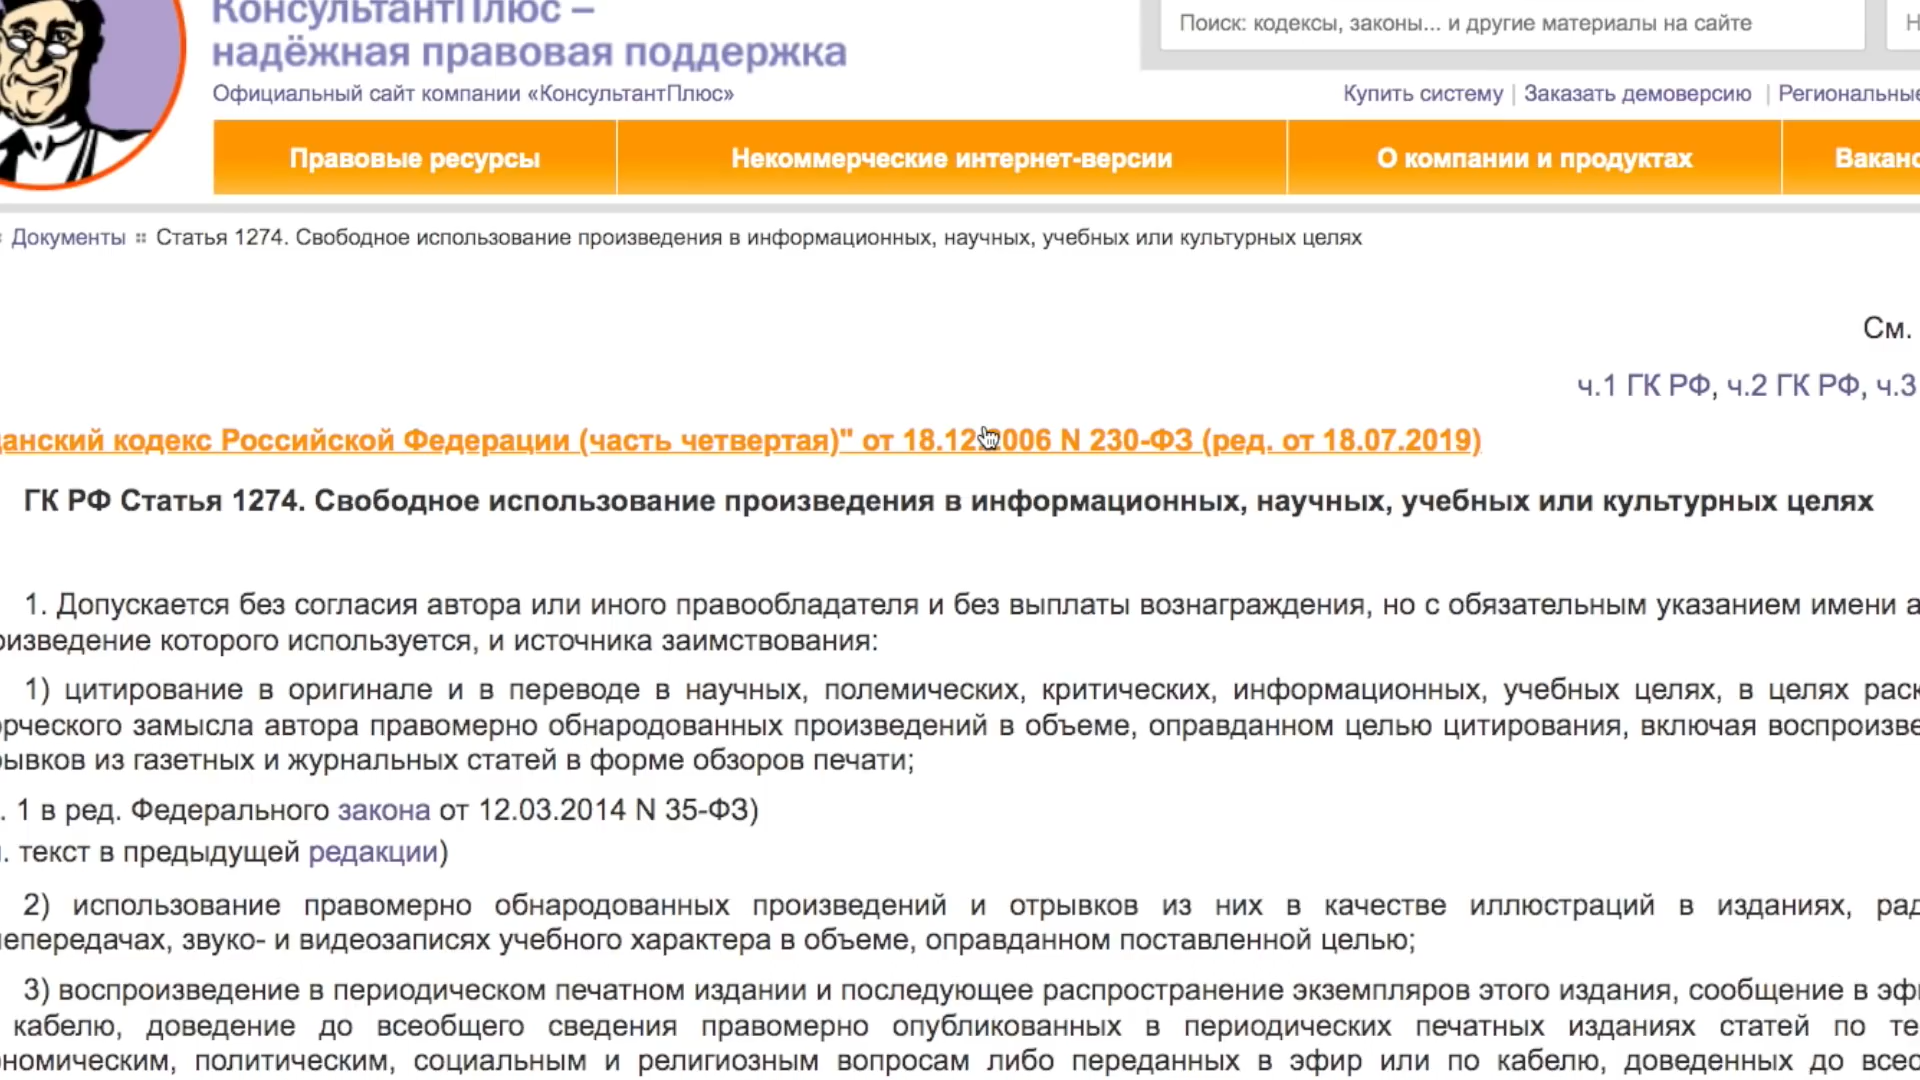 КонсультантПлюс –
надёжная правовая поддержка
Официальный сайт компании «КонсультантПлюс»
Поиск: кодексы, законы... и другие материалы на сайте
Купить систему | Заказать демоверсию | Региональные
Правовые ресурсы
Некоммерческие интернет-версии
О компании и продуктах
Документы :: Статья 1274. Свободное использование произведения в информационных, научных, учебных или культурных целях
См.
ч.1 ГК РФ, ч.2 ГК РФ, ч.3
кодекс Российской Федерации (часть четвертая)" от 18.12.2006 N 230-ФЗ (ред. от 18.07.2019)
ГК РФ Статья 1274. Свободное использование произведения в информационных, научных, учебных или культурных целях
1. Допускается без согласия автора или иного правообладателя и без выплаты вознаграждения, но с обязательным указанием имени
которого используется, и источника заимствования:
1) цитирование в оригинале и в переводе в научных, полемических, критических, информационных, учебных целях, в целях
замысла автора правомерно обнародованных произведений в объеме, оправданном целью цитирования, включая
из газетных и журнальных статей в форме обзоров печати;
. 1 в ред. Федерального закона от 12.03.2014 N 35-ФЗ)
. текст в предыдущей редакции)
2) использование правомерно обнародованных произведений и отрывков из них в качестве иллюстраций в изданиях,
звуко- и видеозаписях учебного характера в объеме, оправданном поставленной целью;
3) воспроизведение в периодическом печатном издании и последующее распространение экземпляров этого издания, сообщение в
кабелю, доведение до всеобщего сведения правомерно опубликованных в периодических печатных изданиях статей по
политическим, социальным и религиозным вопросам либо переданных в эфир или по кабелю, доведенных до